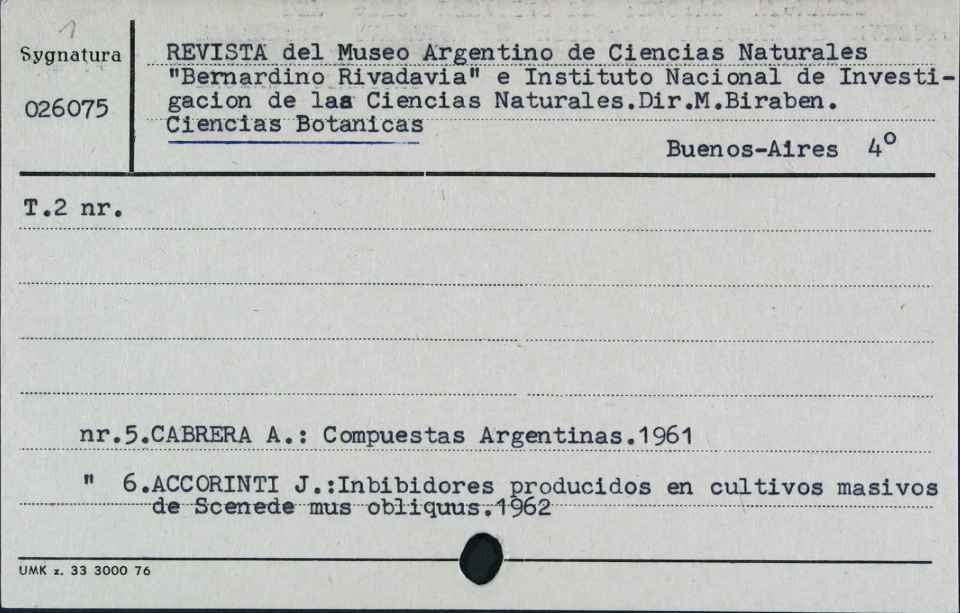 1
Sygnatura
026075
REVISTA del Museo Argentino de Ciencias Naturales
"Bernardino Rivadavia" e Instituto Nacional de Investi-
gacion de las Ciencias Naturales.Dir.M.Biraben.
Ciencias Botanicas
Buenos-Aires 4º
T.2 nr.
nr.5.CABRERA A.: Compuestas Argentinas.1961
" 6.ACCORINTI J.:Inbibidores producidos en cultivos masivos
de Scenede mus obliquus.1962
UMK z. 33 3000 76